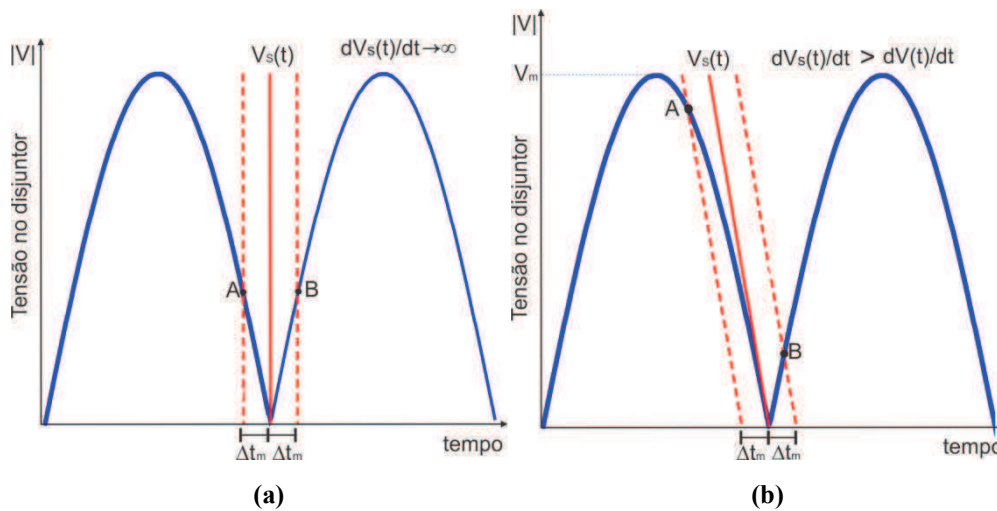 |V|
Vs(t)
dVs(t)/dt→∞
Tensão no disjuntor
A
B
Δtm Δtm
tempo
(a)
|V|
Vm
Vs(t)
dVs(t)/dt > dV(t)/dt
Tensão no disjuntor
A
B
Δtm Δtm
tempo
(b)